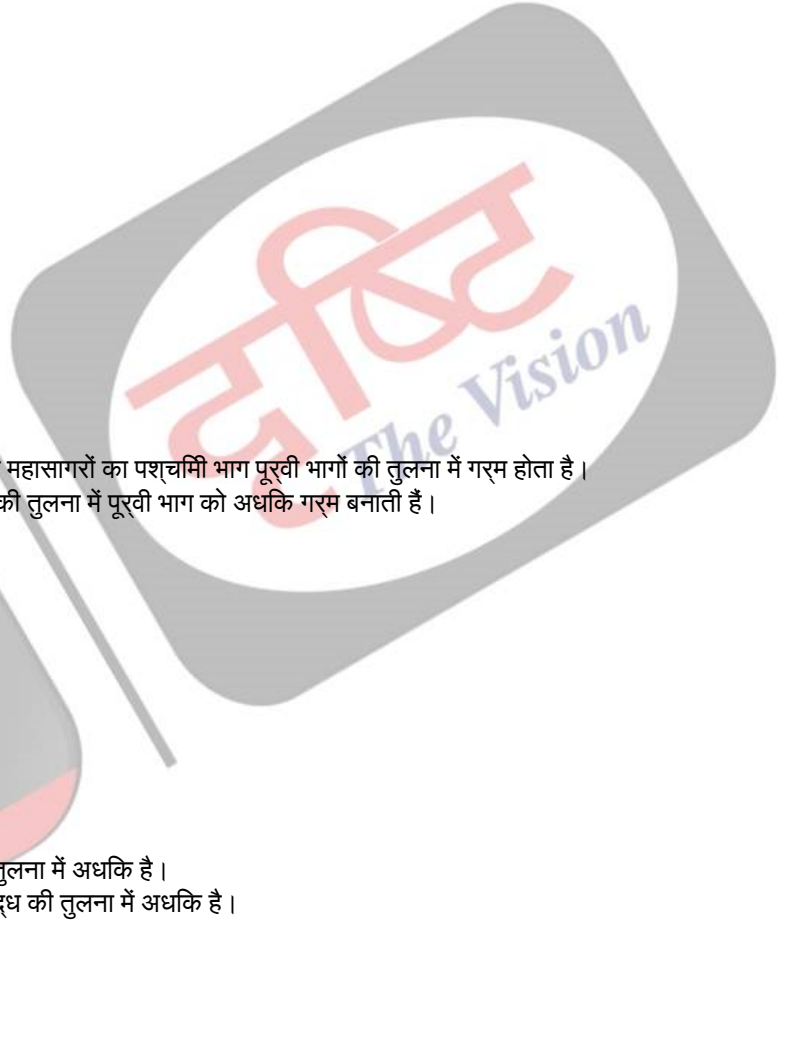 दृष्टि
The Vision
महासागरों का पश्चिमी भाग पूर्वी भागों की तुलना में गर्म होता है।
की तुलना में पूर्वी भाग को अधिक गर्म बनाती हैं।
तुलना में अधिक है।
की तुलना में अधिक है।